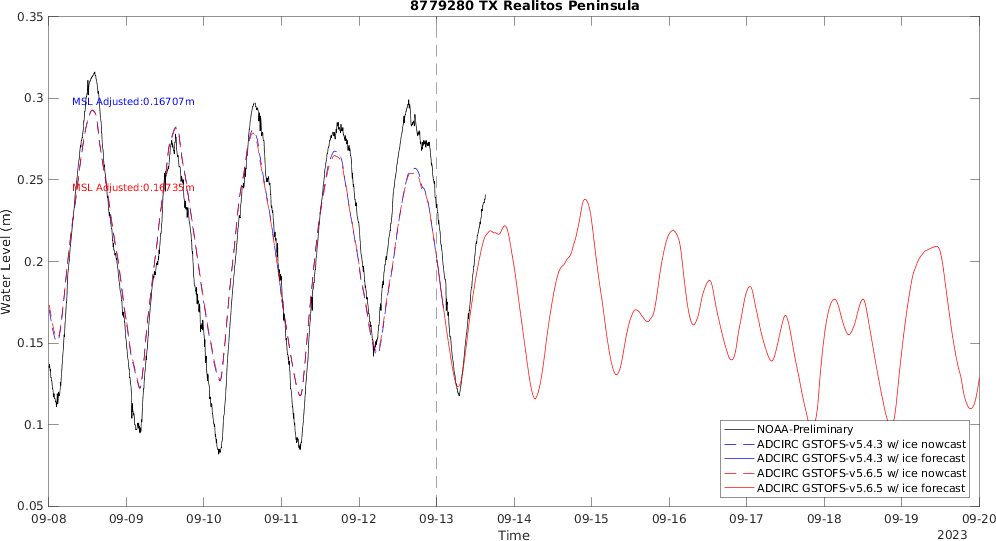 8779280 TX Realitos Peninsula
0.35
0.3
0.25
0.2
0.15
0.1
0.05
Water Level (m)
MSL Adjusted:0.16707m
MSL Adjusted:0.16735m
NOAA-Preliminary
ADCIRC GSTOFS-v5.4.3 w/ ice nowcast
ADCIRC GSTOFS-v5.4.3 w/ ice forecast
ADCIRC GSTOFS-v5.6.5 w/ ice nowcast
ADCIRC GSTOFS-v5.6.5 w/ ice forecast
09-08 09-09 09-10 09-11 09-12 09-13 09-14 09-15 09-16 09-17 09-18 09-19 09-20
Time
2023